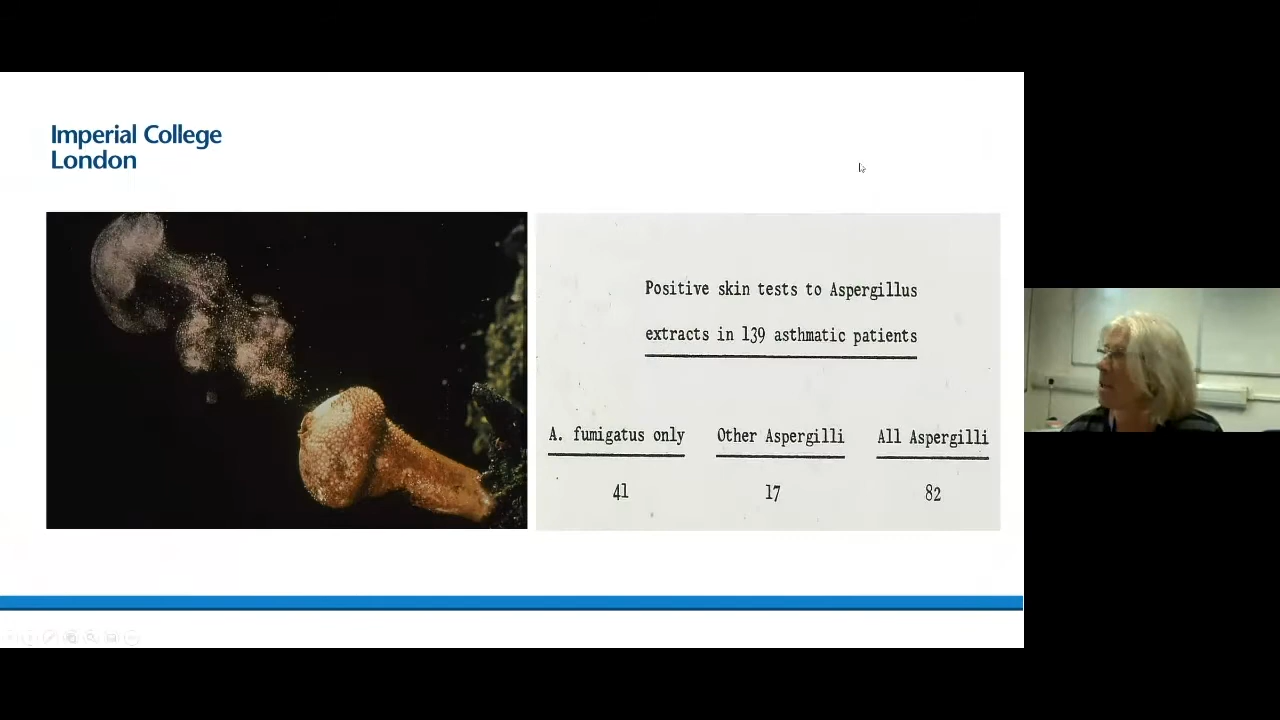 Imperial College
London
Positive skin tests to Aspergillus
extracts in 139 asthmatic patients
A. fumigatus only
Other Aspergilli
All Aspergilli
41
17
82